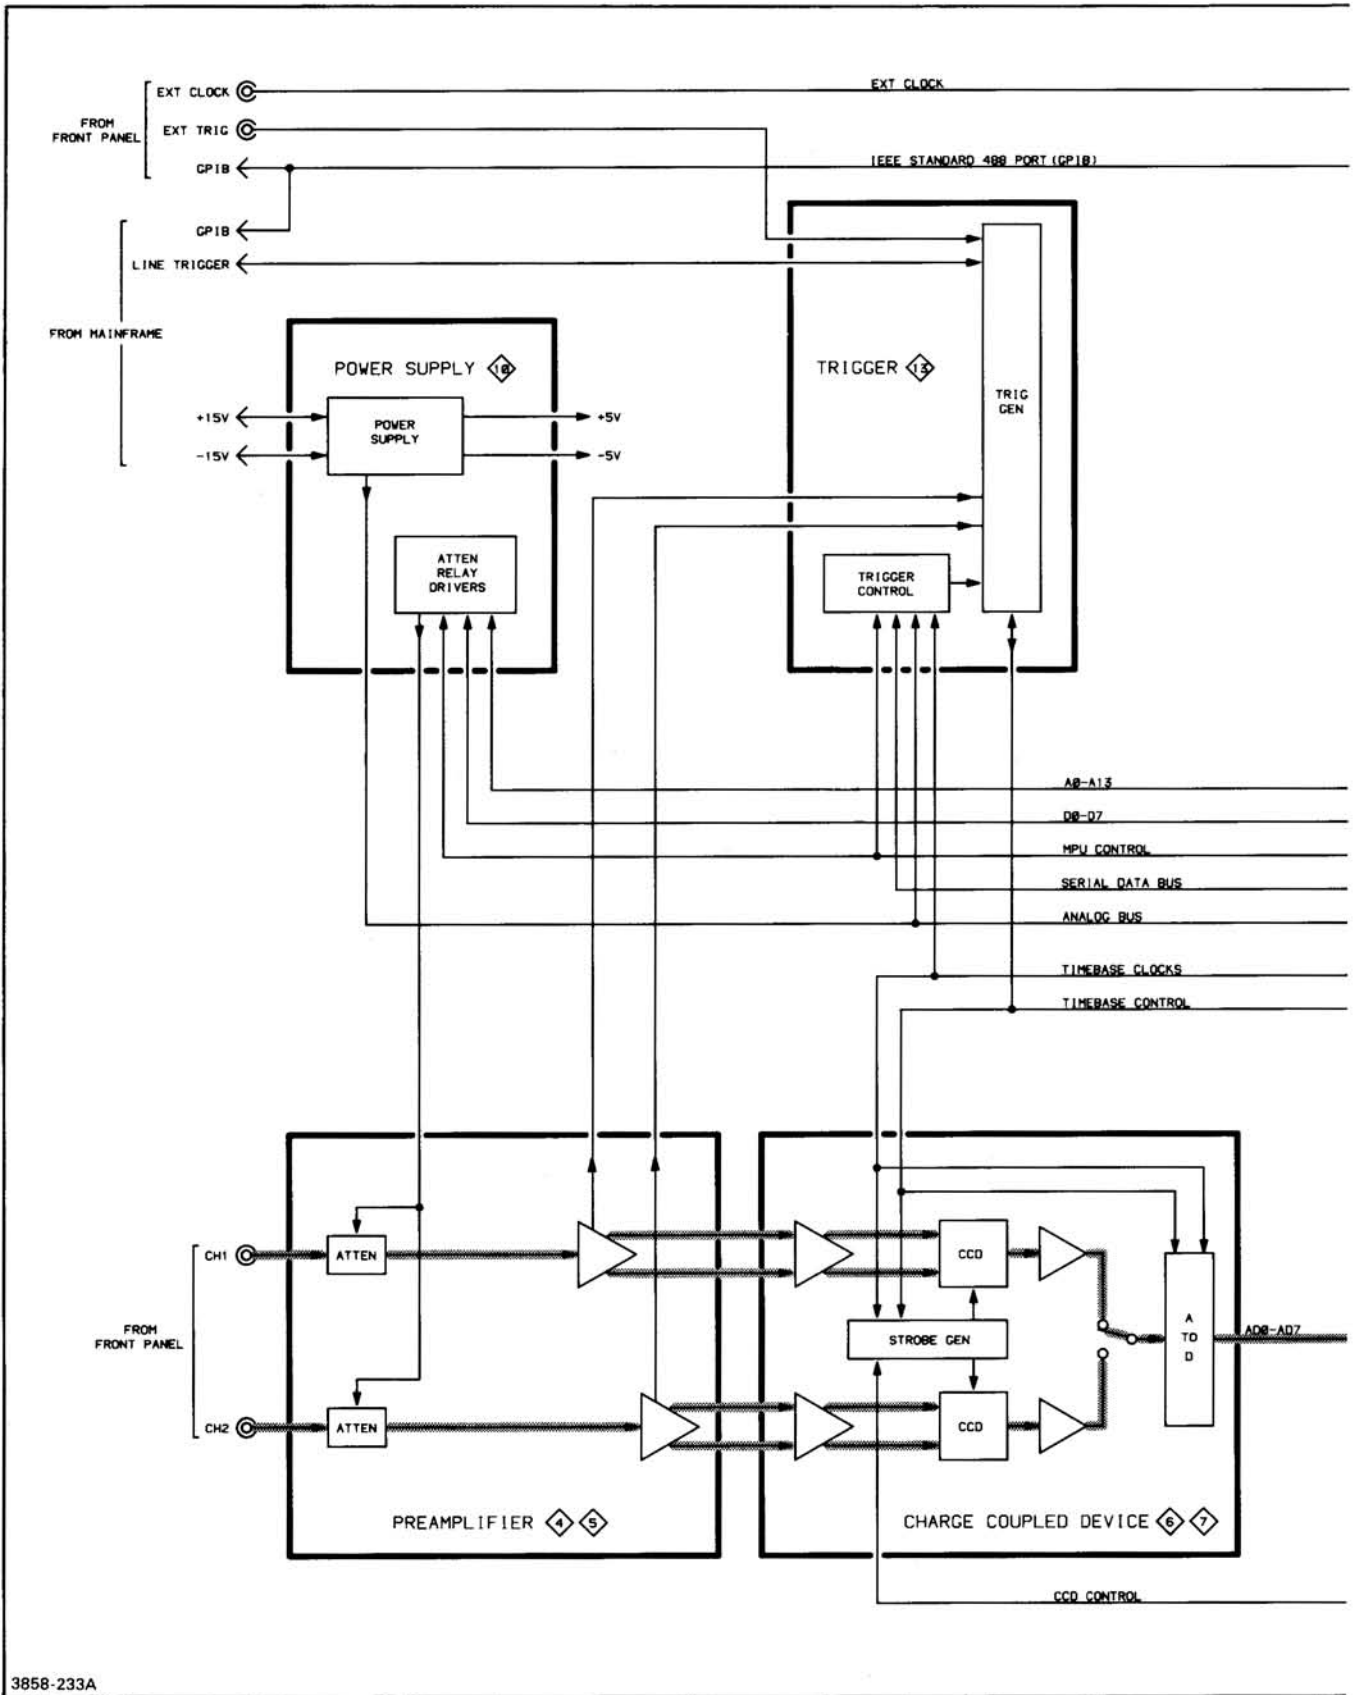 EXT CLOCK
EXT CLOCK
FROM
FRONT PANEL
EXT TRIG
GPIB
IEEE STANDARD 488 PORT (GPIB)
GPIB
LINE TRIGGER
FROM MAINFRAME
POWER SUPPLY 10
TRIGGER 13
TRIG
GEN
+15V
-15V
POWER
SUPPLY
+5V
-5V
ATTEN
RELAY
DRIVERS
TRIGGER
CONTROL
A0-A13
D0-D7
MPU CONTROL
SERIAL DATA BUS
ANALOG BUS
TIMEBASE CLOCKS
TIMEBASE CONTROL
CH1
ATTEN
CCD
FROM
FRONT PANEL
STROBE GEN
A
TO
D
AD0-AD7
CH2
ATTEN
CCD
PREAMPLIFIER 4 5
CHARGE COUPLED DEVICE 6 7
CCD CONTROL
3858-233A